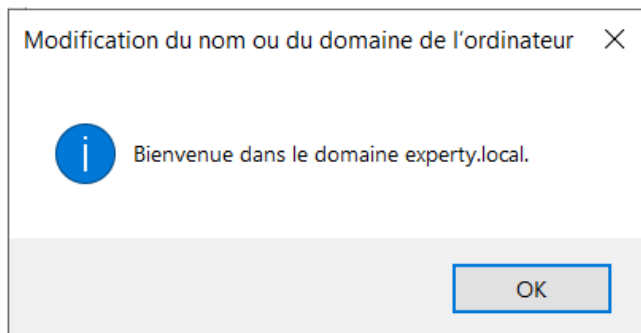 Modification du nom ou du domaine de l’ordinateur
Bienvenue dans le domaine experty.local.
OK